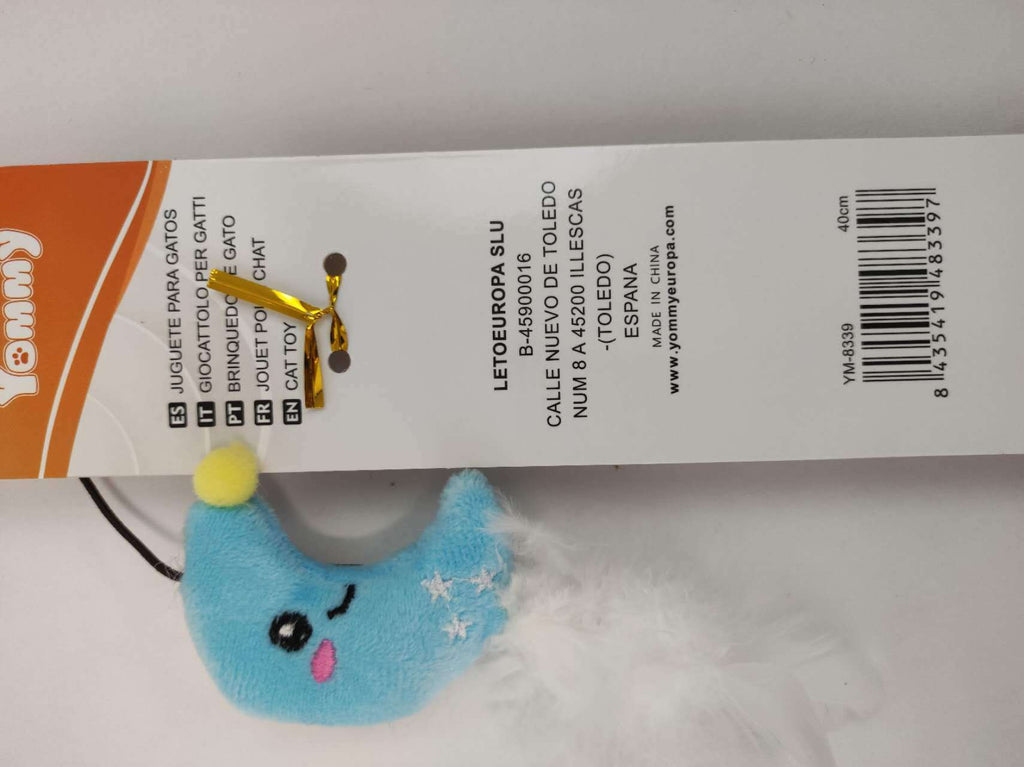 Yommy
ES JUGUETE PARA GATOS
IT GIOCATTOLO PER GATTI
PT BRINQUEDO GATO
FR JOUET CHAT
EN CAT TOY
LETOEUROPA SLU
B-45900016
CALLE NUEVO DE TOLEDO
NUM 8 A 45200 ILLESCAS
-(TOLEDO)
ESPANA
MADE IN CHINA
www.yommyeuropa.com
YM-8339 40cm
8 435419 483397